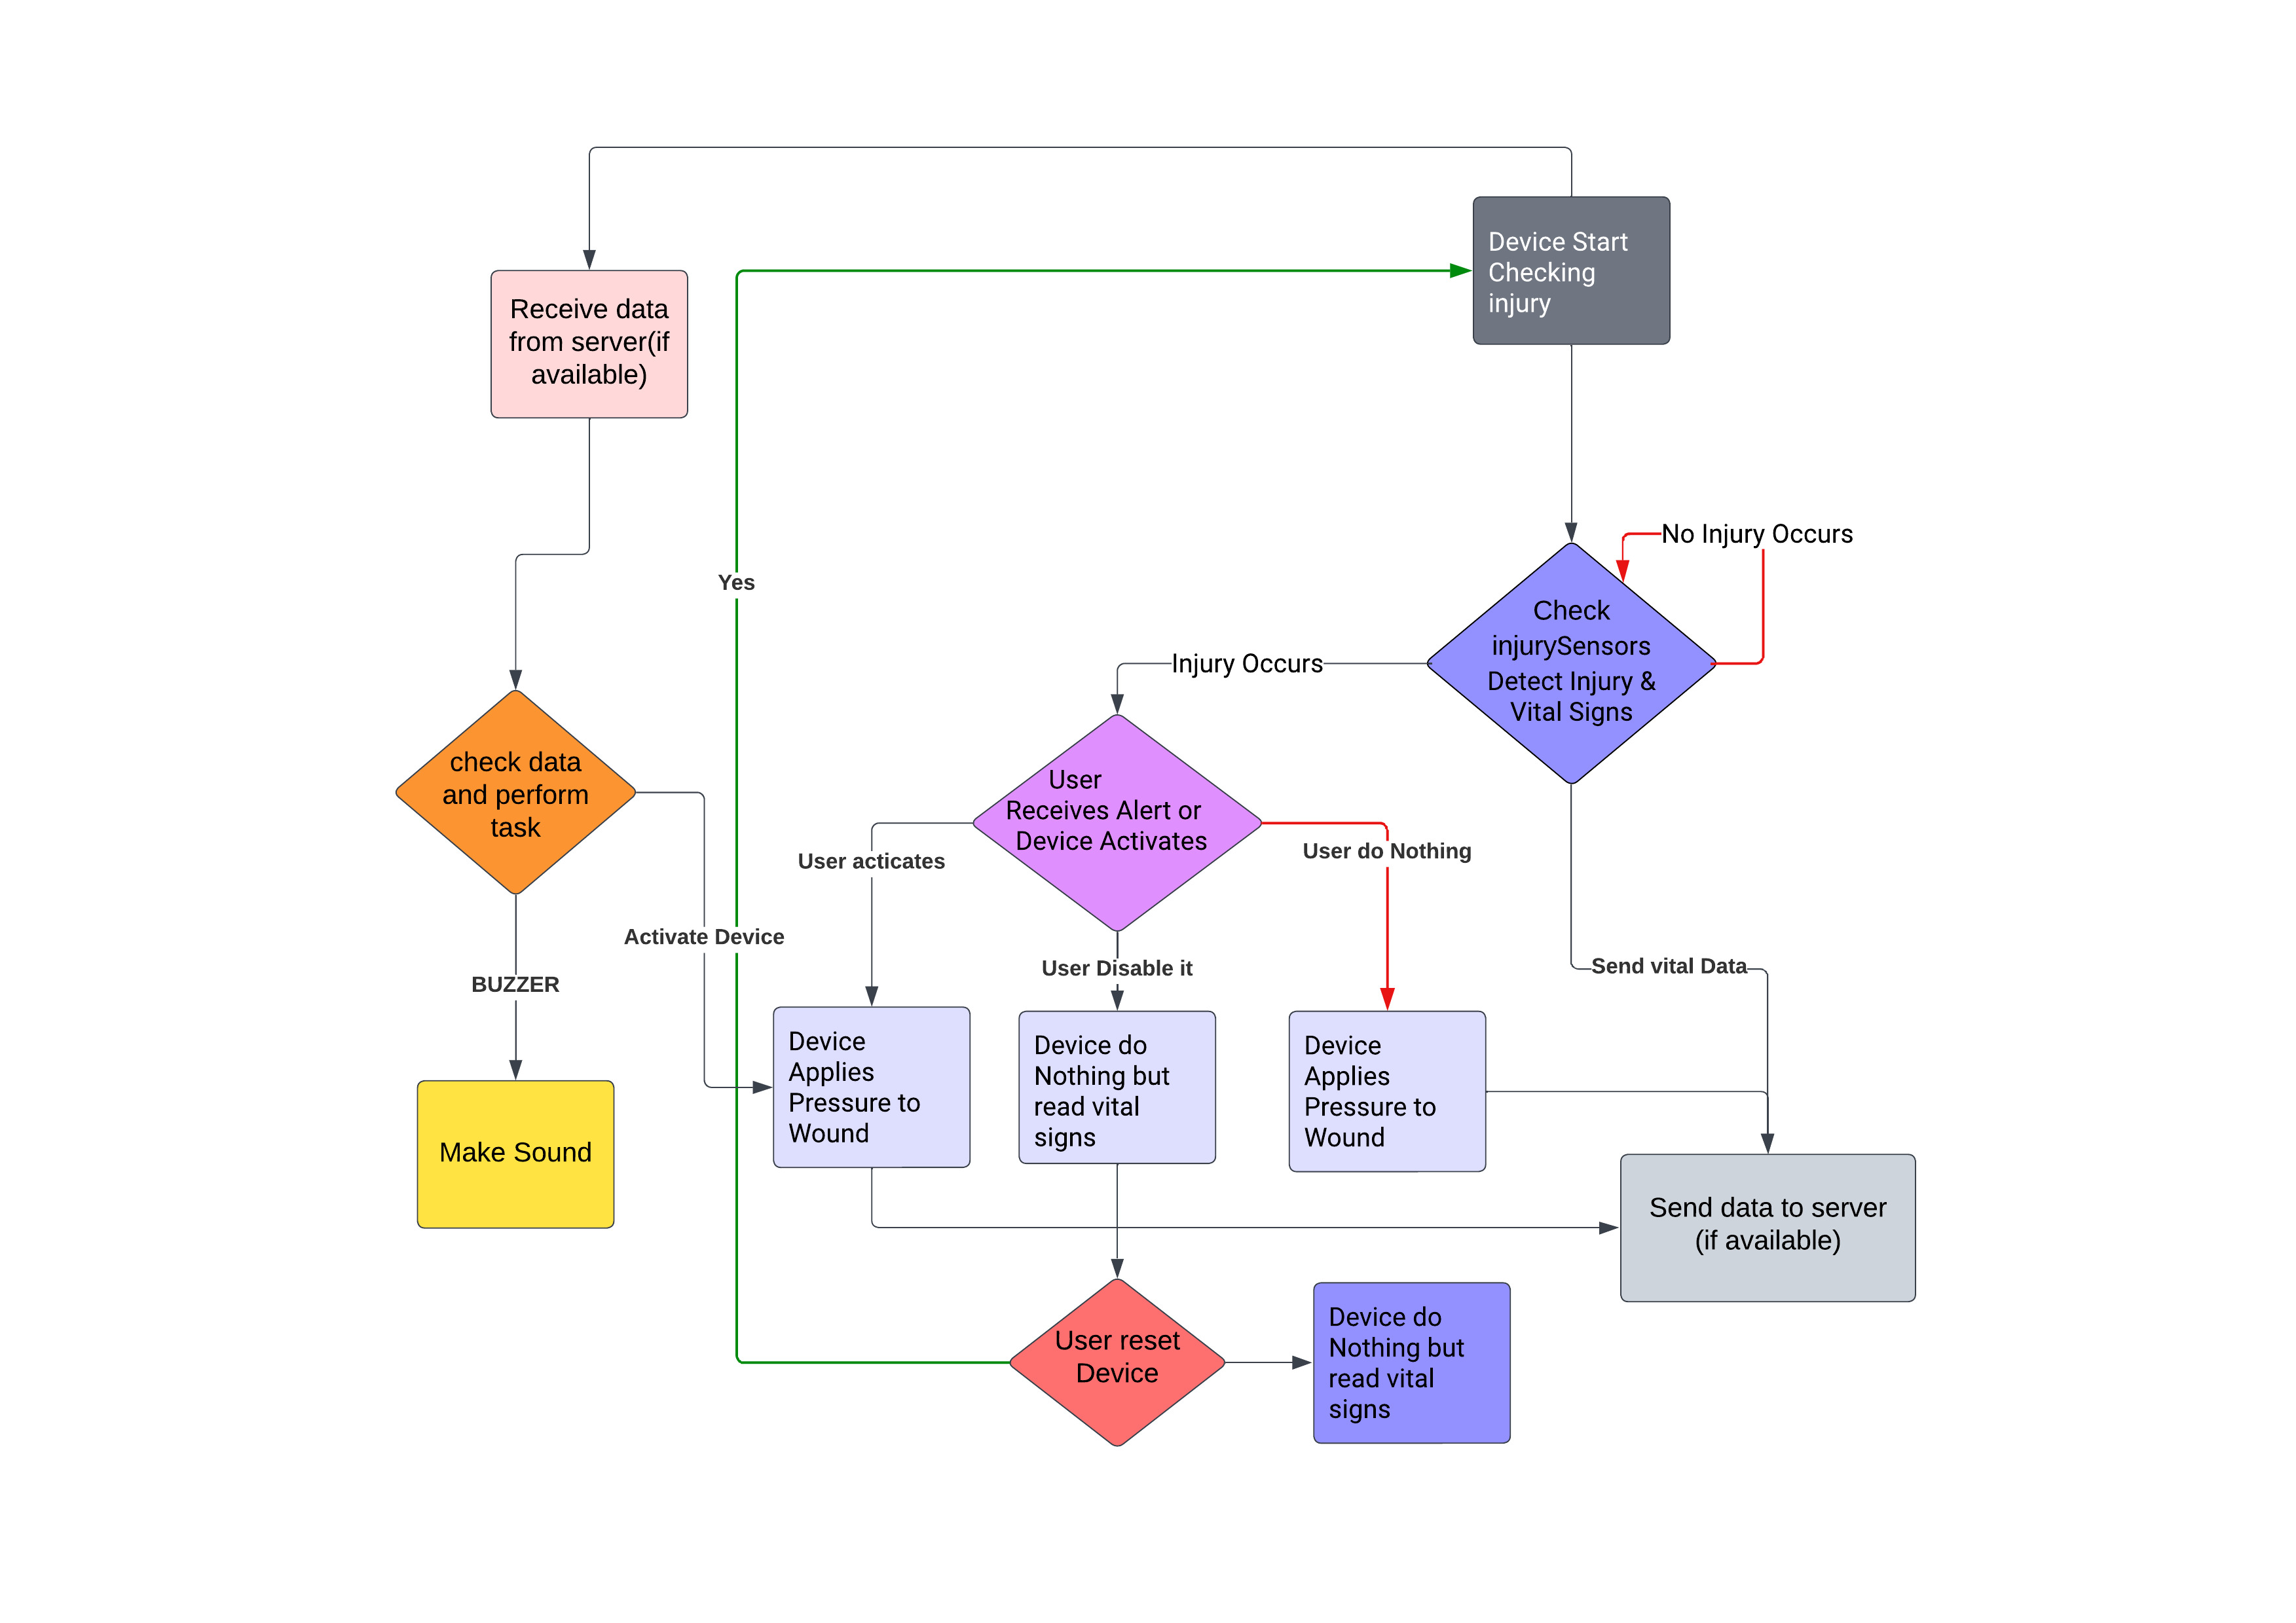 Device Start
Checking
injury
Receive data
from server(if
available)
No Injury Occurs
Yes
Check
injurySensors
Detect Injury &
Vital Signs
Injury Occurs
check data
and perform
task
User
Receives Alert or
Device Activates
User acticates
User do Nothing
Activate Device
User Disable it
Send vital Data
BUZZER
Device
Applies
Pressure to
Wound
Device do
Nothing but
read vital
signs
Device
Applies
Pressure to
Wound
Make Sound
Send data to server
(if available)
User reset
Device
Device do
Nothing but
read vital
signs